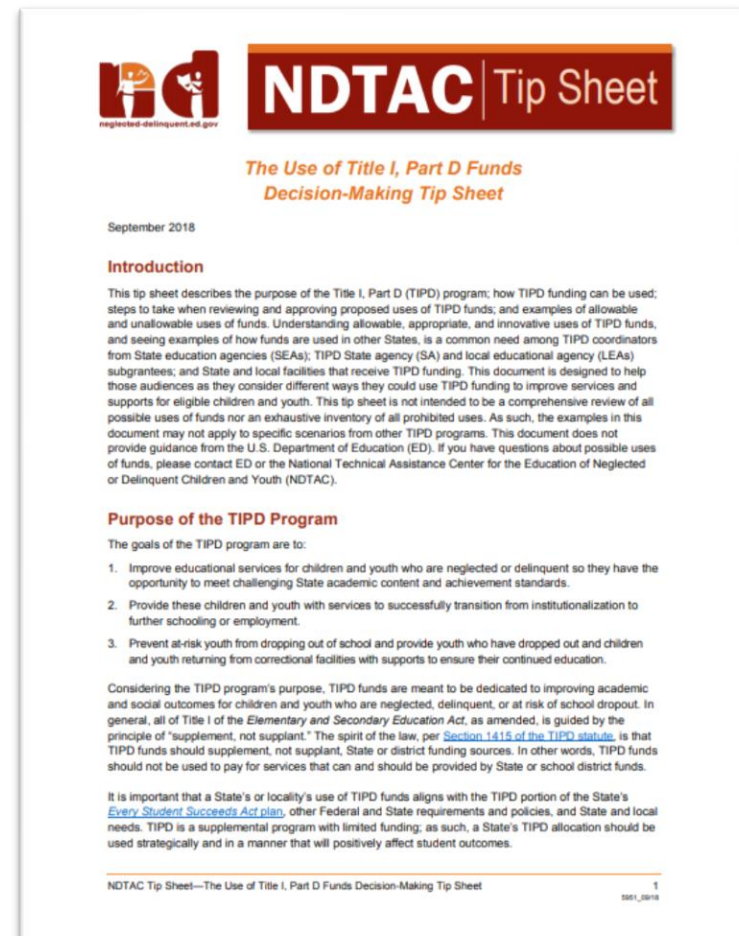 nd
neglected-delinquent.ed.gov
NDTAC | Tip Sheet
The Use of Title I, Part D Funds
Decision-Making Tip Sheet
September 2018
Introduction
This tip sheet describes the purpose of the Title I, Part D (TIPD) program; how TIPD funding can be used;
steps to take when reviewing and approving proposed uses of TIPD funds; and examples of allowable
and unallowable uses of funds. Understanding allowable, appropriate, and innovative uses of TIPD funds,
and seeing examples of how funds are used in other States, is a common need among TIPD coordinators
from State education agencies (SEAs); TIPD State agency (SA) and local educational agency (LEAs)
subgrantees; and State and local facilities that receive TIPD funding. This document is designed to help
those audiences as they consider different ways they could use TIPD funding to improve services and
supports for eligible children and youth. This tip sheet is not intended to be a comprehensive review of all
possible uses of funds nor an exhaustive inventory of all prohibited uses. As such, the examples in this
document may not apply to specific scenarios from other TIPD programs. This document does not
provide guidance from the U.S. Department of Education (ED). If you have questions about possible uses
of funds, please contact ED or the National Technical Assistance Center for the Education of Neglected
or Delinquent Children and Youth (NDTAC).
Purpose of the TIPD Program
The goals of the TIPD program are to:
1. Improve educational services for children and youth who are neglected or delinquent so they have the
opportunity to meet challenging State academic content and achievement standards.
2. Provide these children and youth with services to successfully transition from institutionalization to
further schooling or employment.
3. Prevent at-risk youth from dropping out of school and provide youth who have dropped out and children
and youth returning from correctional facilities with supports to ensure their continued education.
Considering the TIPD program's purpose, TIPD funds are meant to be dedicated to improving academic
and social outcomes for children and youth who are neglected, delinquent, or at risk of school dropout. In
general, all of Title I of the Elementary and Secondary Education Act, as amended, is guided by the
principle of "supplement, not supplant." The spirit of the law, per Section 1415 of the TIPD statute, is that
TIPD funds should supplement, not supplant, State or district funding sources. In other words, TIPD funds
should not be used to pay for services that can and should be provided by State or school district funds.
It is important that a State's or locality's use of TIPD funds aligns with the TIPD portion of the State's
Every Student Succeeds Act plan, other Federal and State requirements and policies, and State and local
needs. TIPD is a supplemental program with limited funding; as such, a State's TIPD allocation should be
used strategically and in a manner that will positively affect student outcomes.
NDTAC Tip Sheet—The Use of Title I, Part D Funds Decision-Making Tip Sheet 1
5951_09/18